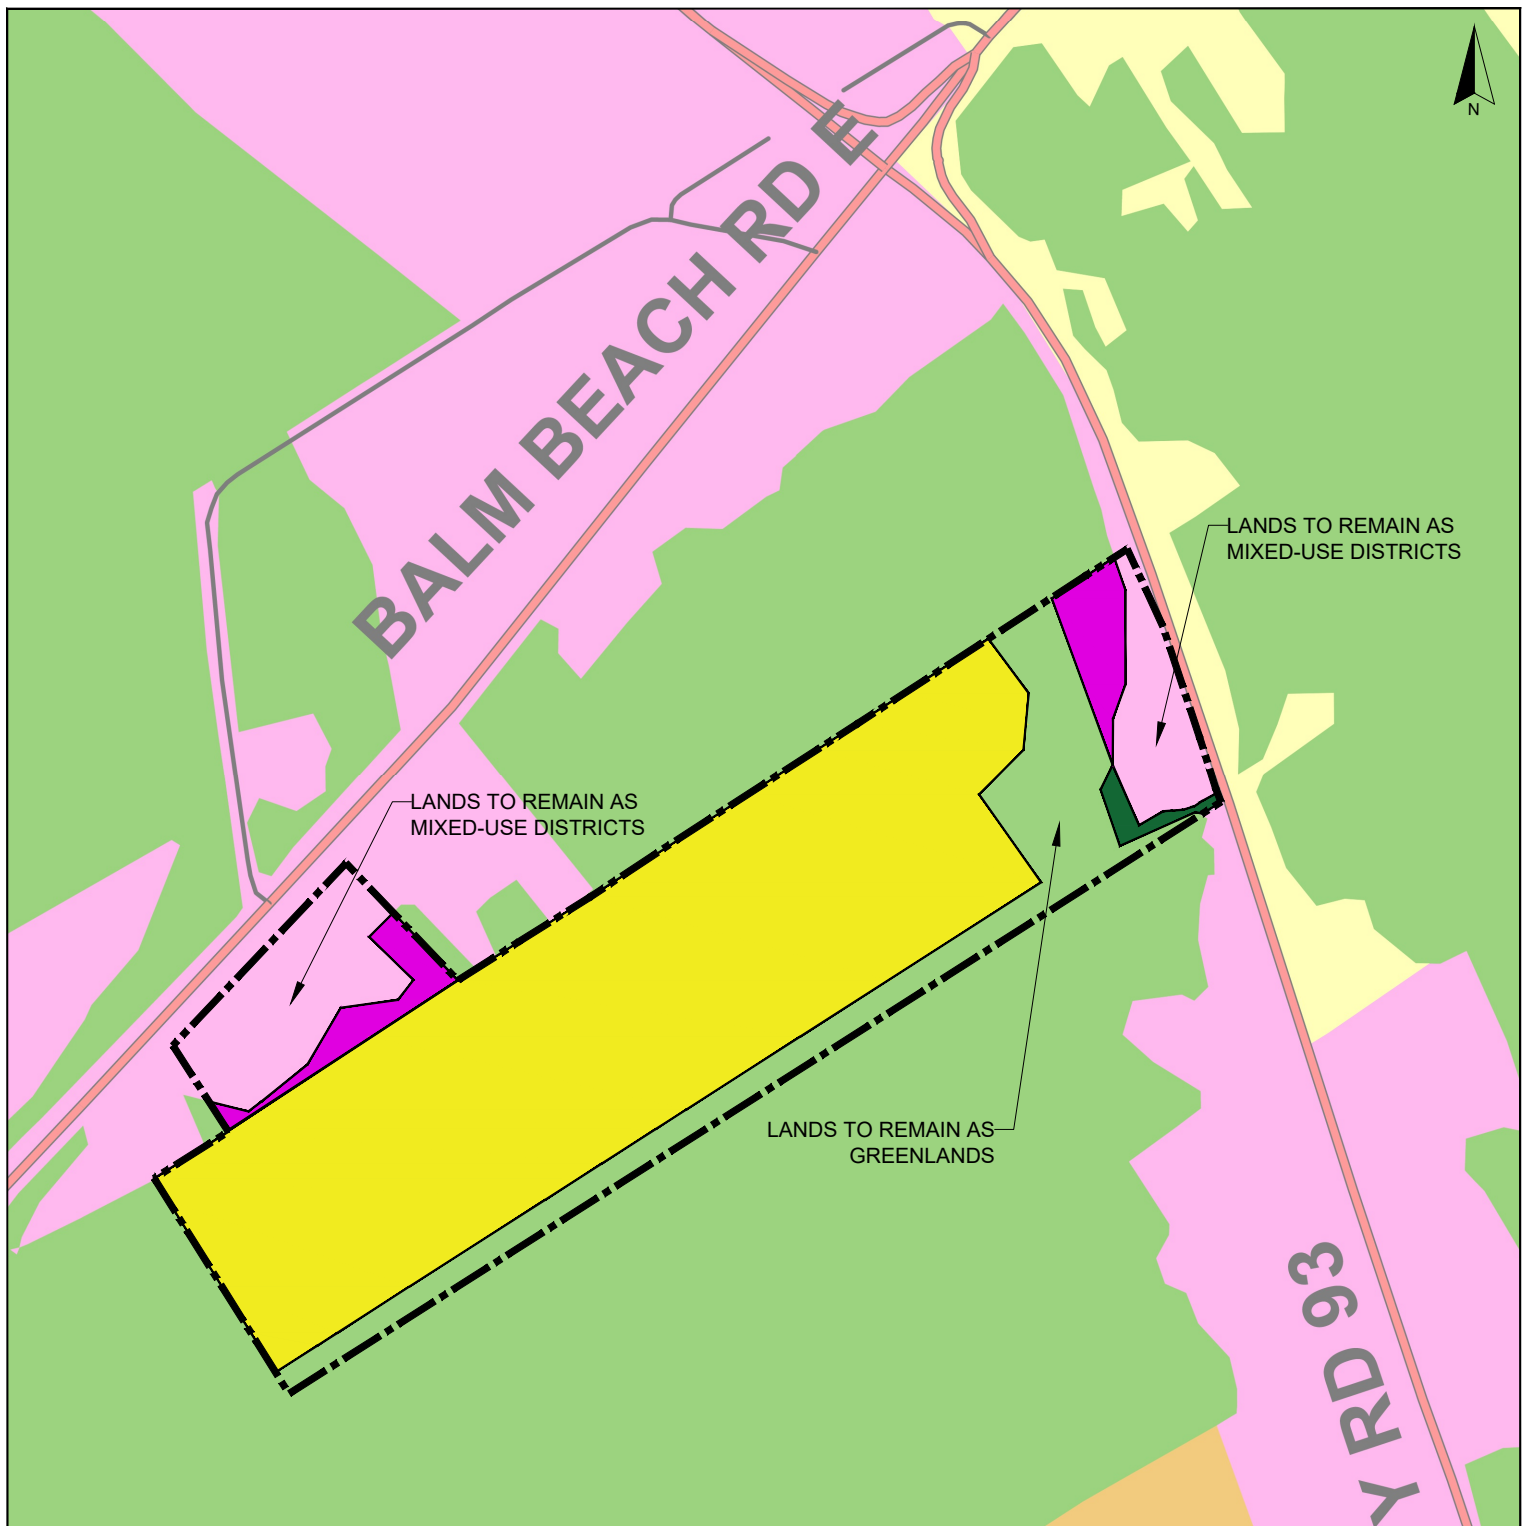 N
BALM BEACH RD E
LANDS TO REMAIN AS
MIXED-USE DISTRICTS
LANDS TO REMAIN AS
MIXED-USE DISTRICTS
LANDS TO REMAIN AS
GREENLANDS
Y RD 93